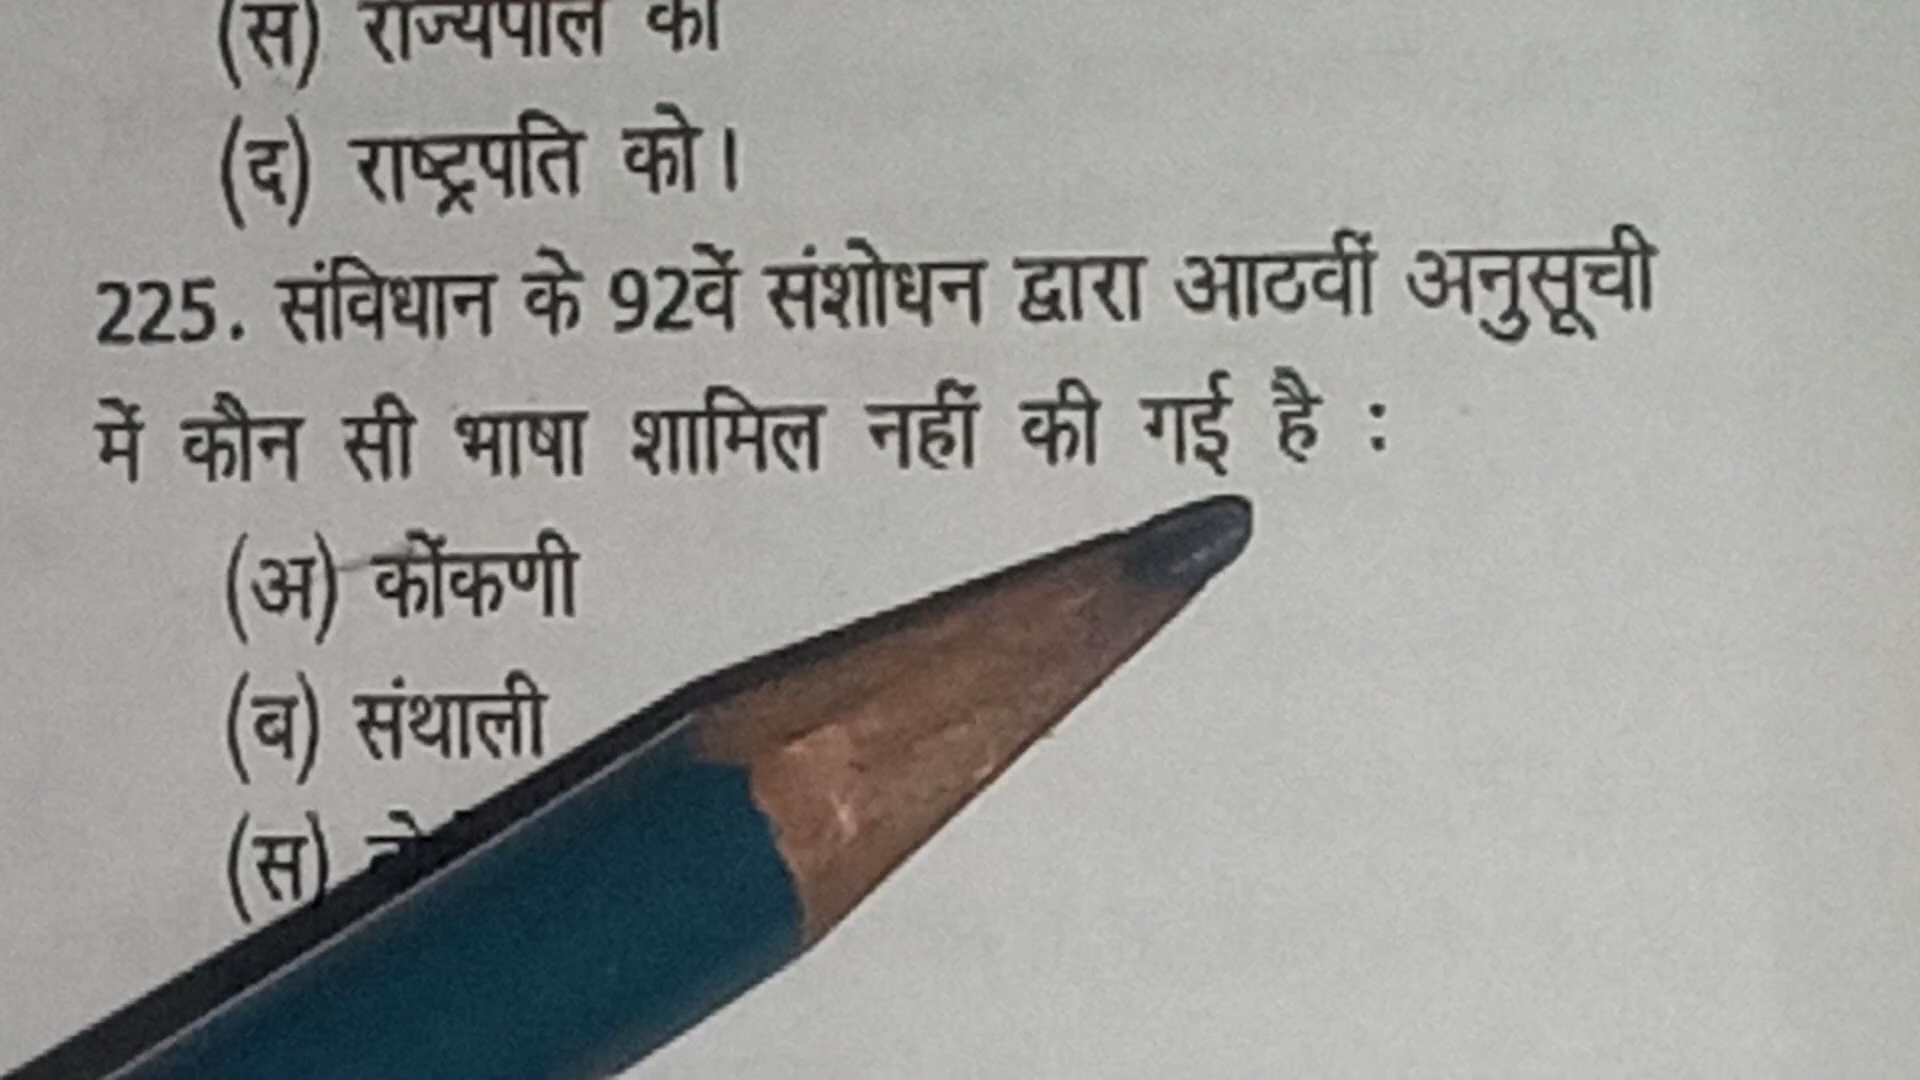 (स) राज्यपाल को
(द) राष्ट्रपति को।
225. संविधान के 92वें संशोधन द्वारा आठवीं अनुसूची
में कौन सी भाषा शामिल नहीं की गई है :
(अ) कोंकणी
(ब) संथाली
(स)